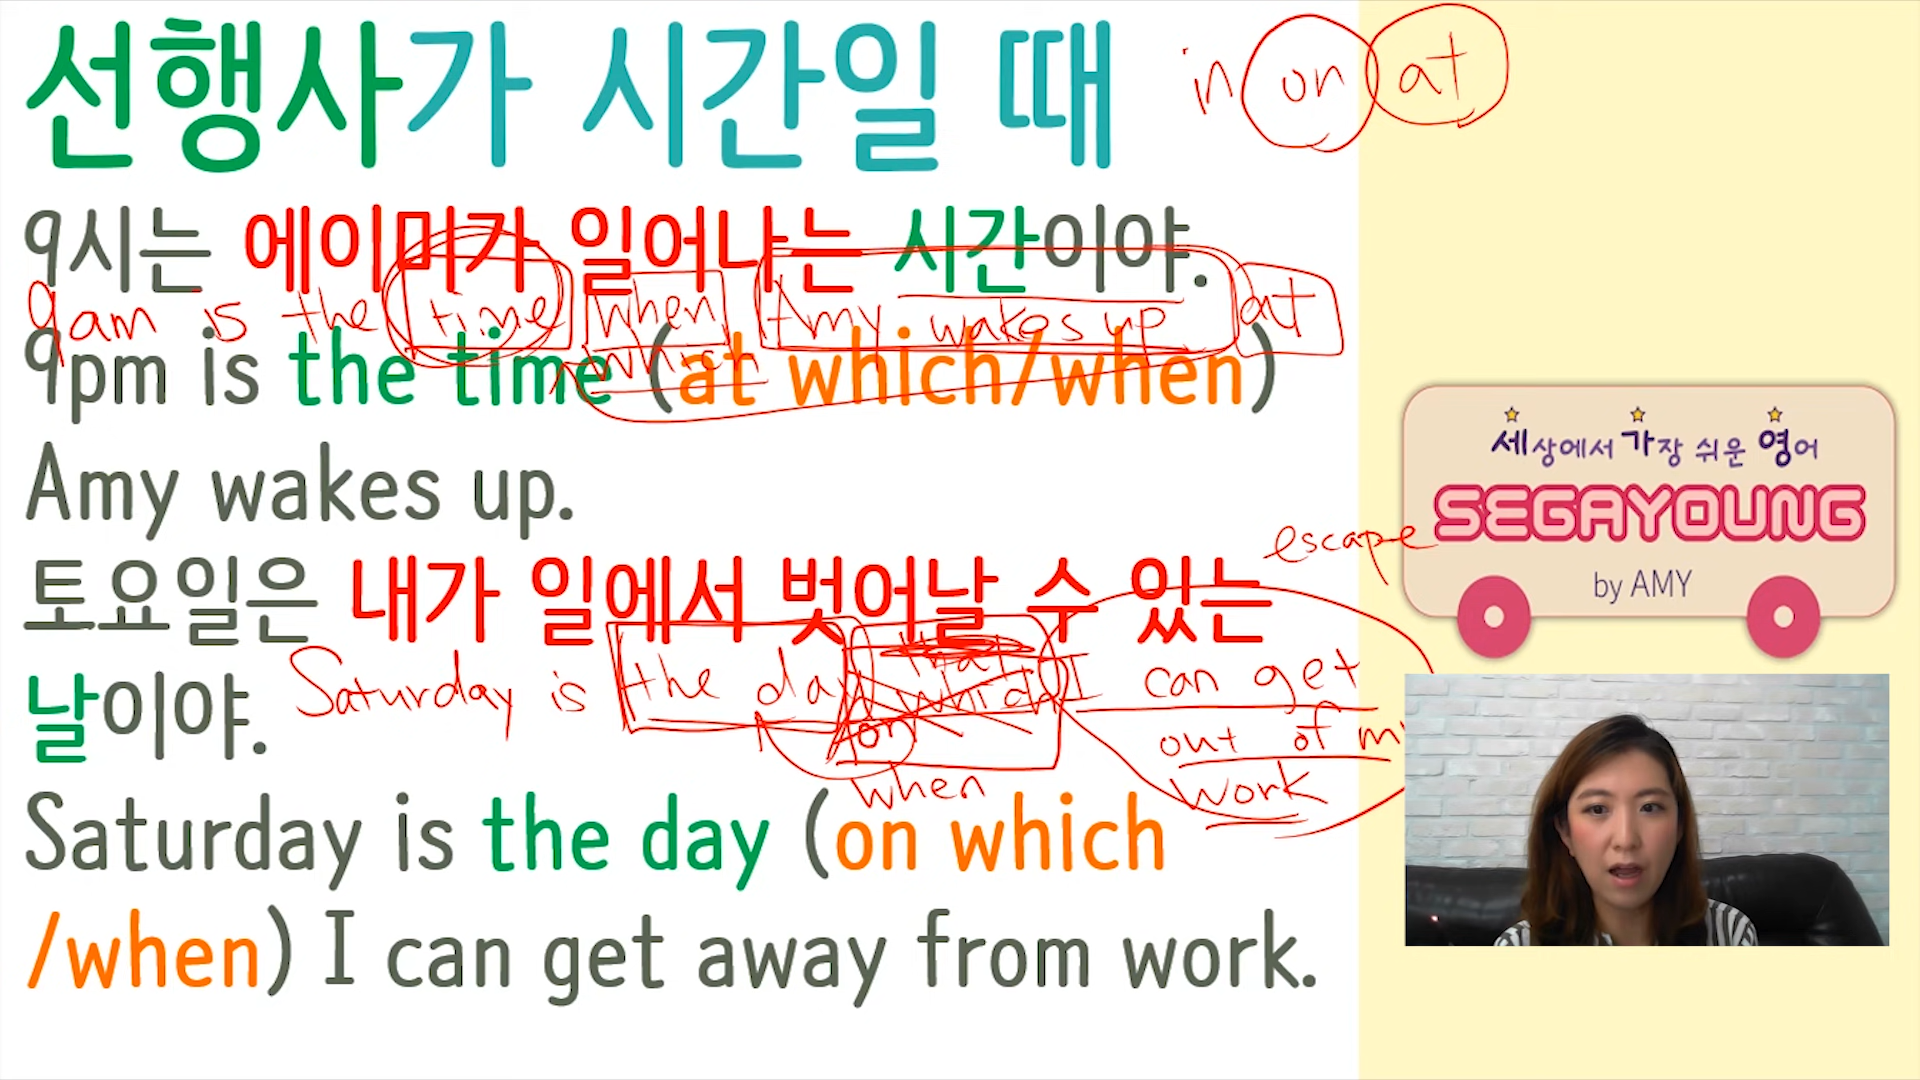 선행사가 시간일 때
in on at
9시는 에이미가 일어나는 시간이야.
9am is the time when Amy wakes up at
which
9pm is the time (at which/when)
Amy wakes up.
escape
토요일은 내가 일에서 벗어날 수 있는
that
날이야.
Saturday is the day which I can get
on out of my
when work
Saturday is the day (on which
/when) I can get away from work.
세상에서 가장 쉬운 영어
SEGAYOUNG
by AMY